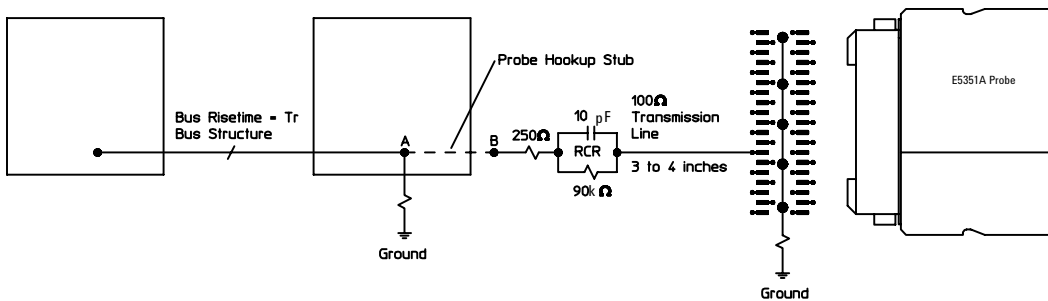 E5351A Probe
Probe Hookup Stub
Bus Risetime = Tr
Bus Structure
A
B
250Ω
10 pF
RCR
90k Ω
100Ω
Transmission
Line
3 to 4 inches
Ground
Ground